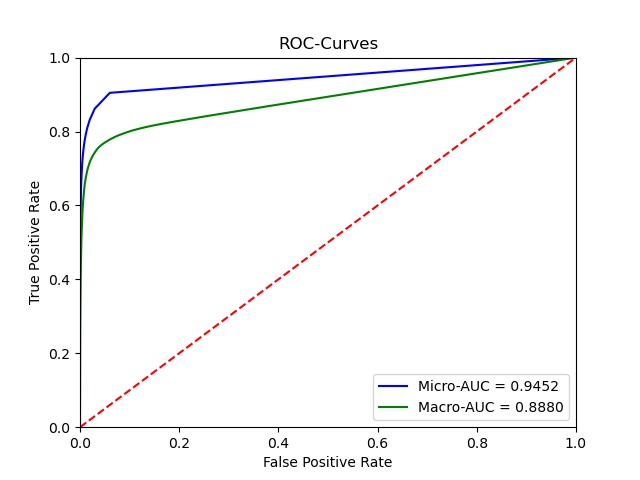 ROC-Curves
True Positive Rate
1.0
0.8
0.6
0.4
0.2
0.0
Micro-AUC = 0.9452
Macro-AUC = 0.8880
0.0 0.2 0.4 0.6 0.8 1.0
False Positive Rate